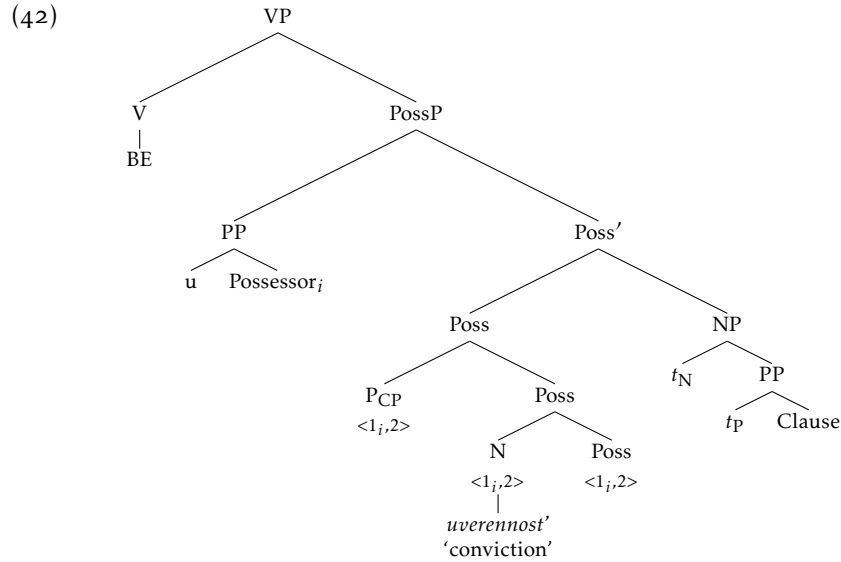 (42)
VP
V PossP
BE
PP Poss′
u Possessorᵢ Poss NP
P_CP Poss t_N PP
<1ᵢ,2> N Poss t_P Clause
<1ᵢ,2> <1ᵢ,2>
uverennost’
‘conviction’